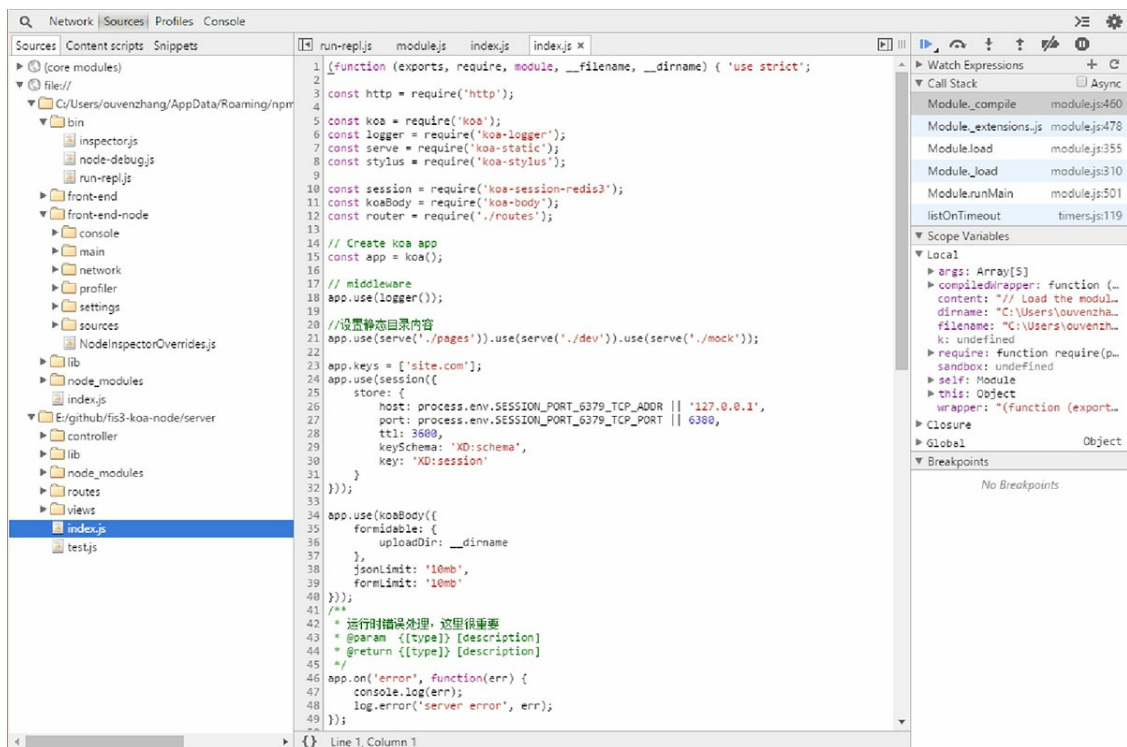 Network Sources Profiles Console
Sources Content scripts Snippets
(core modules)
file://
C:/Users/ouvenzhang/AppData/Roaming/npm
bin
inspector.js
node-debug.js
run-repl.js
front-end
front-end-node
console
main
network
profiler
settings
sources
NodeInspectorOverrides.js
lib
node_modules
index.js
E:/github/fis3-koa-node/server
controller
lib
node_modules
routes
views
index.js
test.js
run-repl.js module.js index.js index.js ×
1 (function (exports, require, module, __filename, __dirname) { 'use strict';
2
3 const http = require('http');
4
5 const koa = require('koa');
6 const logger = require('koa-logger');
7 const serve = require('koa-static');
8 const stylus = require('koa-stylus');
9
10 const session = require('koa-session-redis3');
11 const koaBody = require('koa-body');
12 const router = require('./routes');
13
14 // Create koa app
15 const app = koa();
16
17 // middleware
18 app.use(logger());
19
20 //设置静态目录内容
21 app.use(serve('./pages')).use(serve('./dev')).use(serve('./mock'));
22
23 app.keys = ['site.com'];
24 app.use(session({
25 store: {
26 host: process.env.SESSION_PORT_6379_TCP_ADDR || '127.0.0.1',
27 port: process.env.SESSION_PORT_6379_TCP_PORT || 6380,
28 ttl: 3600,
29 keySchema: 'XD:schema',
30 key: 'XD:session'
31 }
32 }));
33
34 app.use(koaBody({
35 formidable: {
36 uploadDir: __dirname
37 },
38 jsonLimit: '10mb',
39 formLimit: '10mb'
40 }));
41 /**
42 * 运行时错误处理，这里很重要
43 * @param {[type]} [description]
44 * @return {[type]} [description]
45 */
46 app.on('error', function(err) {
47 console.log(err);
48 log.error('server error', err);
49 });
{} Line 1, Column 1
Watch Expressions
Call Stack Async
Module._compile module.js:460
Module._extensions..js module.js:478
Module.load module.js:355
Module._load module.js:310
Module.runMain module.js:501
listOnTimeout timers.js:119
Scope Variables
Local
args: Array[5]
compiledWrapper: function (…
content: "// Load the modul…
dirname: "C:\Users\ouvenzha…
filename: "C:\Users\ouvenzh…
k: undefined
require: function require(p…
sandbox: undefined
self: Module
this: Object
wrapper: "(function (export…
Closure
Global Object
Breakpoints
No Breakpoints